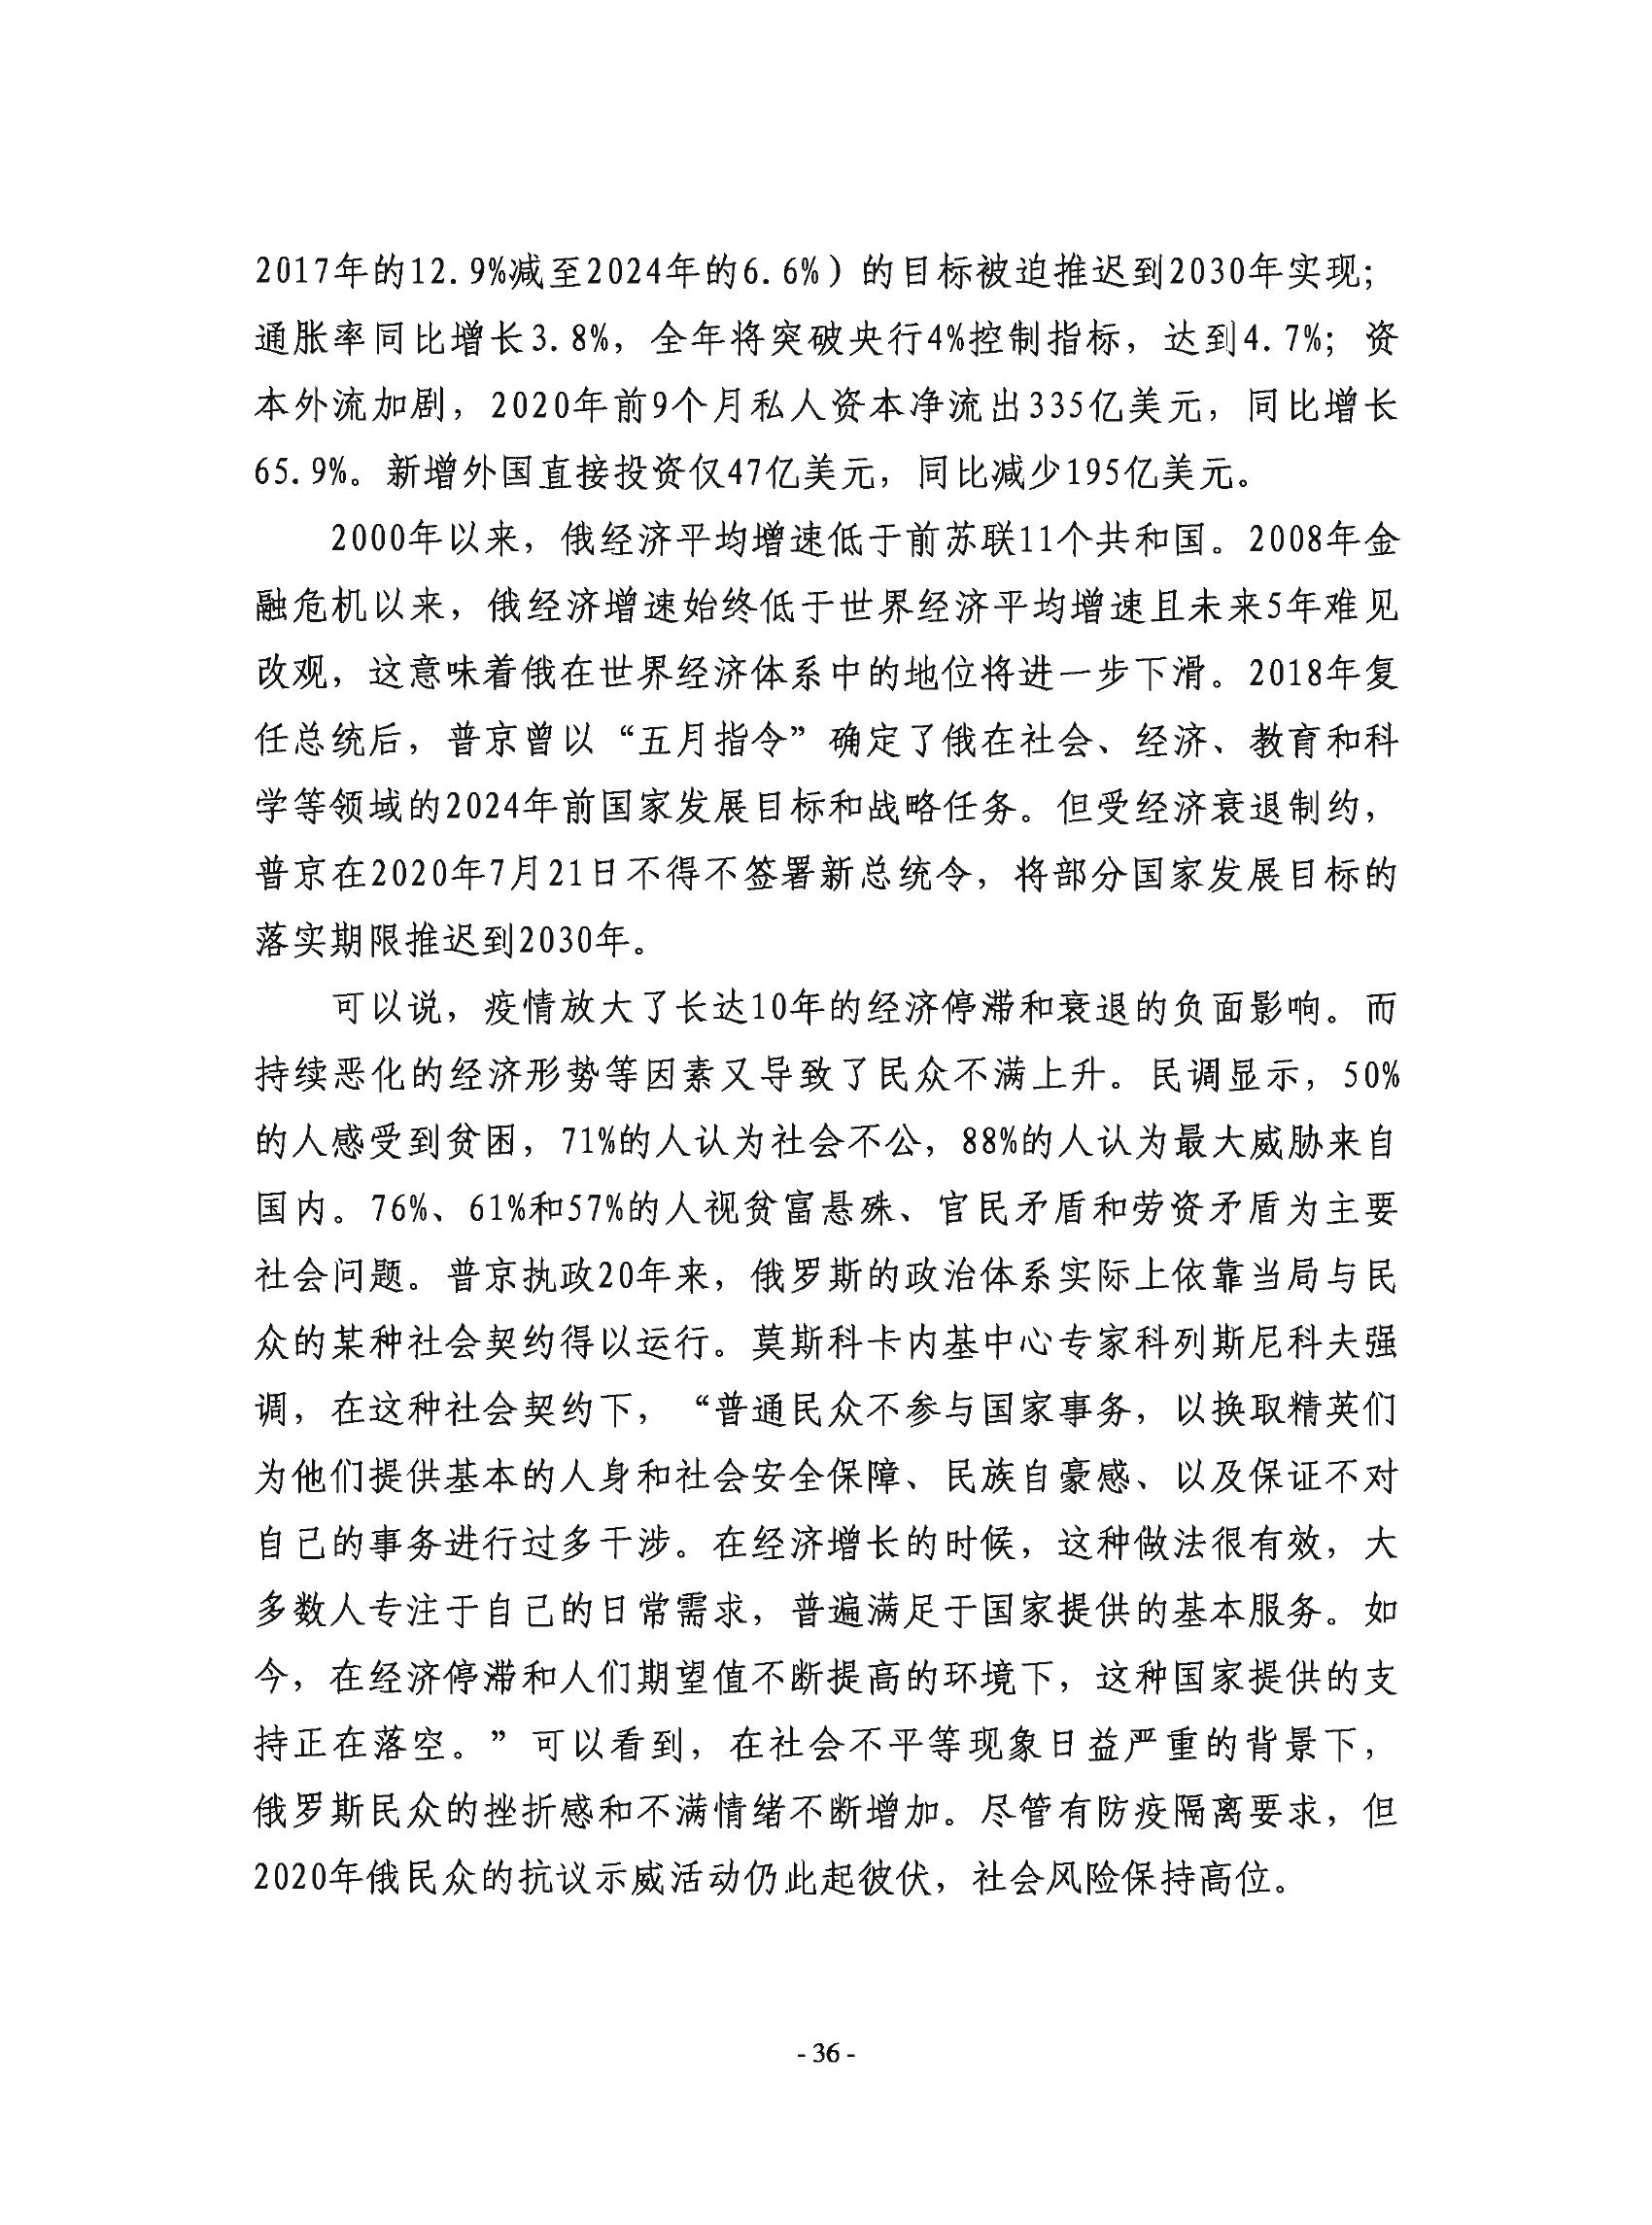 2017年的12.9%减至2024年的6.6%）的目标被迫推迟到2030年实现；
通胀率同比增长3.8%，全年将突破央行4%控制指标，达到4.7%；资
本外流加剧，2020年前9个月私人资本净流出335亿美元，同比增长
65.9%。新增外国直接投资仅47亿美元，同比减少195亿美元。
2000年以来，俄经济平均增速低于前苏联11个共和国。2008年金
融危机以来，俄经济增速始终低于世界经济平均增速且未来5年难见
改观，这意味着俄在世界经济体系中的地位将进一步下滑。2018年复
任总统后，普京曾以“五月指令”确定了俄在社会、经济、教育和科
学等领域的2024年前国家发展目标和战略任务。但受经济衰退制约，
普京在2020年7月21日不得不签署新总统令，将部分国家发展目标的
落实期限推迟到2030年。
可以说，疫情放大了长达10年的经济停滞和衰退的负面影响。而
持续恶化的经济形势等因素又导致了民众不满上升。民调显示，50%
的人感受到贫困，71%的人认为社会不公，88%的人认为最大威胁来自
国内。76%、61%和57%的人视贫富悬殊、官民矛盾和劳资矛盾为主要
社会问题。普京执政20年来，俄罗斯的政治体系实际上依靠当局与民
众的某种社会契约得以运行。莫斯科卡内基中心专家科列斯尼科夫强
调，在这种社会契约下，“普通民众不参与国家事务，以换取精英们
为他们提供基本的人身和社会安全保障、民族自豪感、以及保证不对
自己的事务进行过多干涉。在经济增长的时候，这种做法很有效，大
多数人专注于自己的日常需求，普遍满足于国家提供的基本服务。如
今，在经济停滞和人们期望值不断提高的环境下，这种国家提供的支
持正在落空。”可以看到，在社会不平等现象日益严重的背景下，
俄罗斯民众的挫折感和不满情绪不断增加。尽管有防疫隔离要求，但
2020年俄民众的抗议示威活动仍此起彼伏，社会风险保持高位。
- 36 -